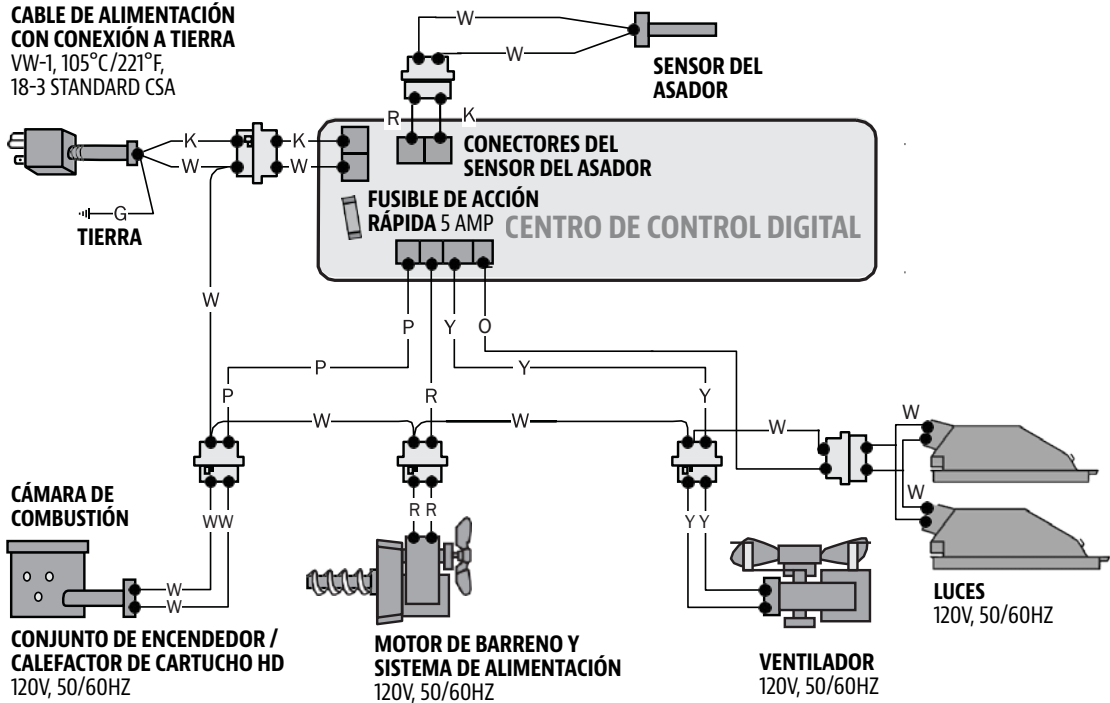 CABLE DE ALIMENTACIÓN
CON CONEXIÓN A TIERRA
VW-1, 105°C/221°F,
18-3 STANDARD CSA
W
W
SENSOR DEL
ASADOR
R
K
K
W
K
W
G
TIERRA
CONECTORES DEL
SENSOR DEL ASADOR
FUSIBLE DE ACCIÓN
RÁPIDA 5 AMP
CENTRO DE CONTROL DIGITAL
W
P
Y
O
P
Y
P
R
Y
W
W
W
W
W
CÁMARA DE
COMBUSTIÓN
WW
R R
YY
W
W
CONJUNTO DE ENCENDEDOR /
CALEFACTOR DE CARTUCHO HD
120V, 50/60HZ
MOTOR DE BARRENO Y
SISTEMA DE ALIMENTACIÓN
120V, 50/60HZ
VENTILADOR
120V, 50/60HZ
LUCES
120V, 50/60HZ